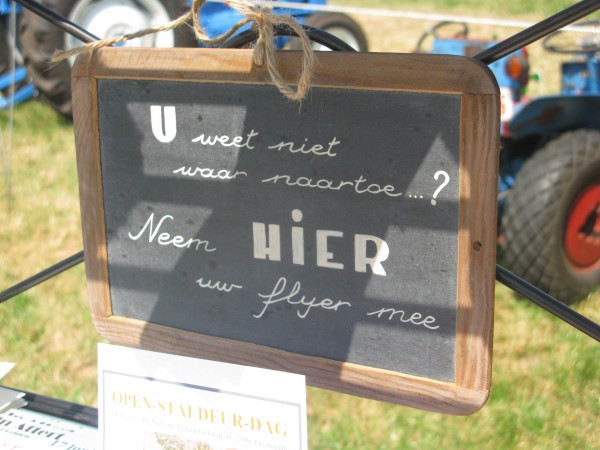 U weet niet
waar naartoe...?
Neem HIER
uw flyer mee
OPEN-STALDEUR-DAG